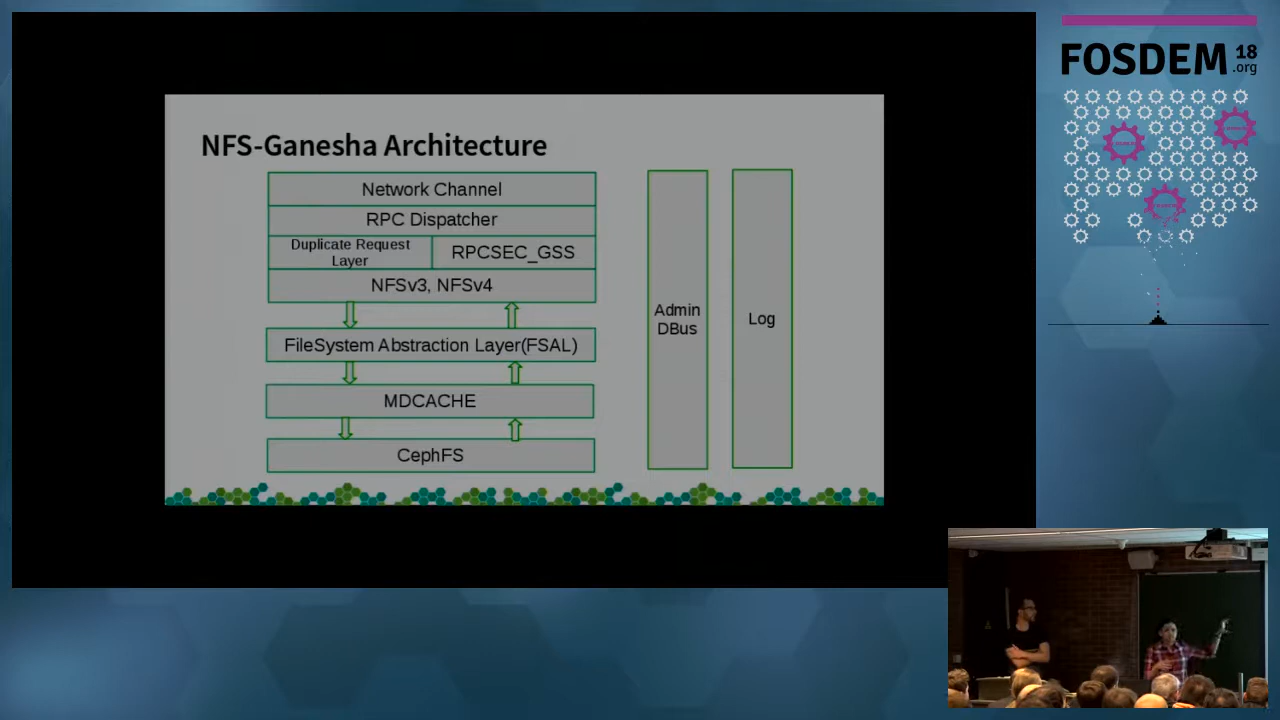 NFS-Ganesha Architecture
Network Channel
RPC Dispatcher
Duplicate Request
Layer
RPCSEC_GSS
NFSv3, NFSv4
FileSystem Abstraction Layer(FSAL)
MDCACHE
CephFS
Admin
DBus
Log
FOSDEM 18
.org